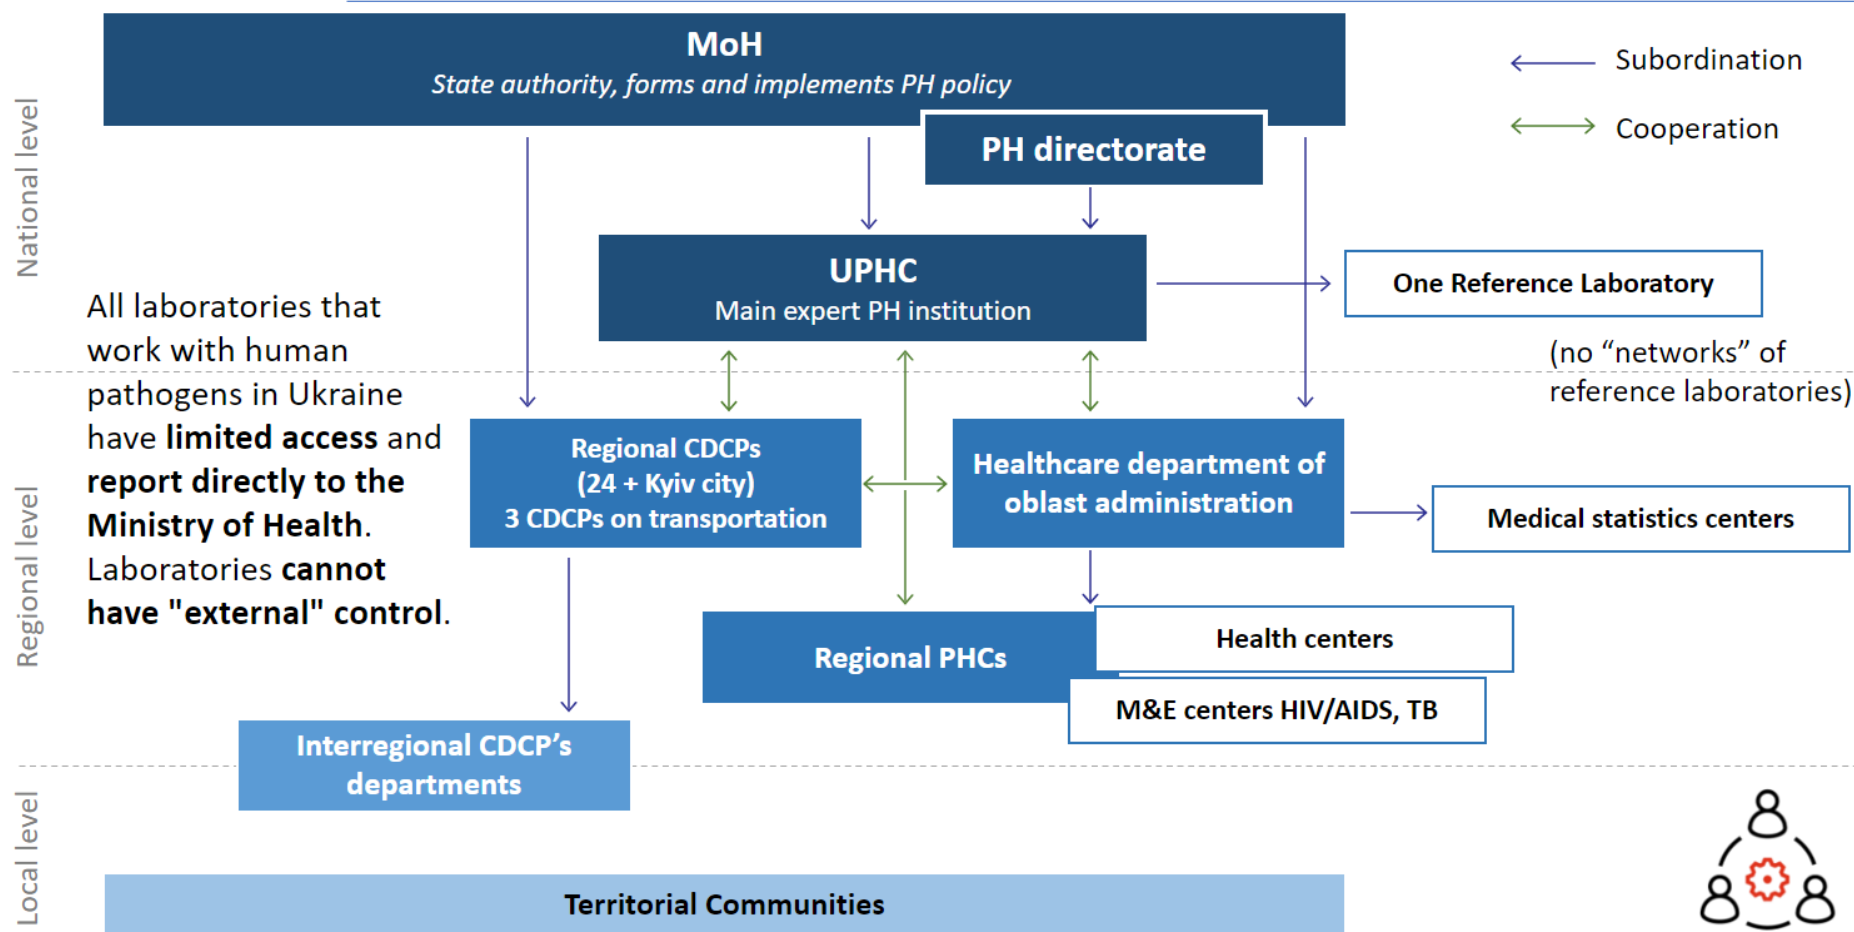 MoH
State authority, forms and implements PH policy
PH directorate
Subordination
Cooperation
National level
UPHC
Main expert PH institution
One Reference Laboratory
(no “networks” of
reference laboratories)
All laboratories that
work with human
pathogens in Ukraine
have limited access and
report directly to the
Ministry of Health.
Laboratories cannot
have "external" control.
Regional level
Regional CDCPs
(24 + Kyiv city)
3 CDCPs on transportation
Healthcare department of
oblast administration
Medical statistics centers
Regional PHCs
Health centers
M&E centers HIV/AIDS, TB
Interregional CDCP’s
departments
Local level
Territorial Communities